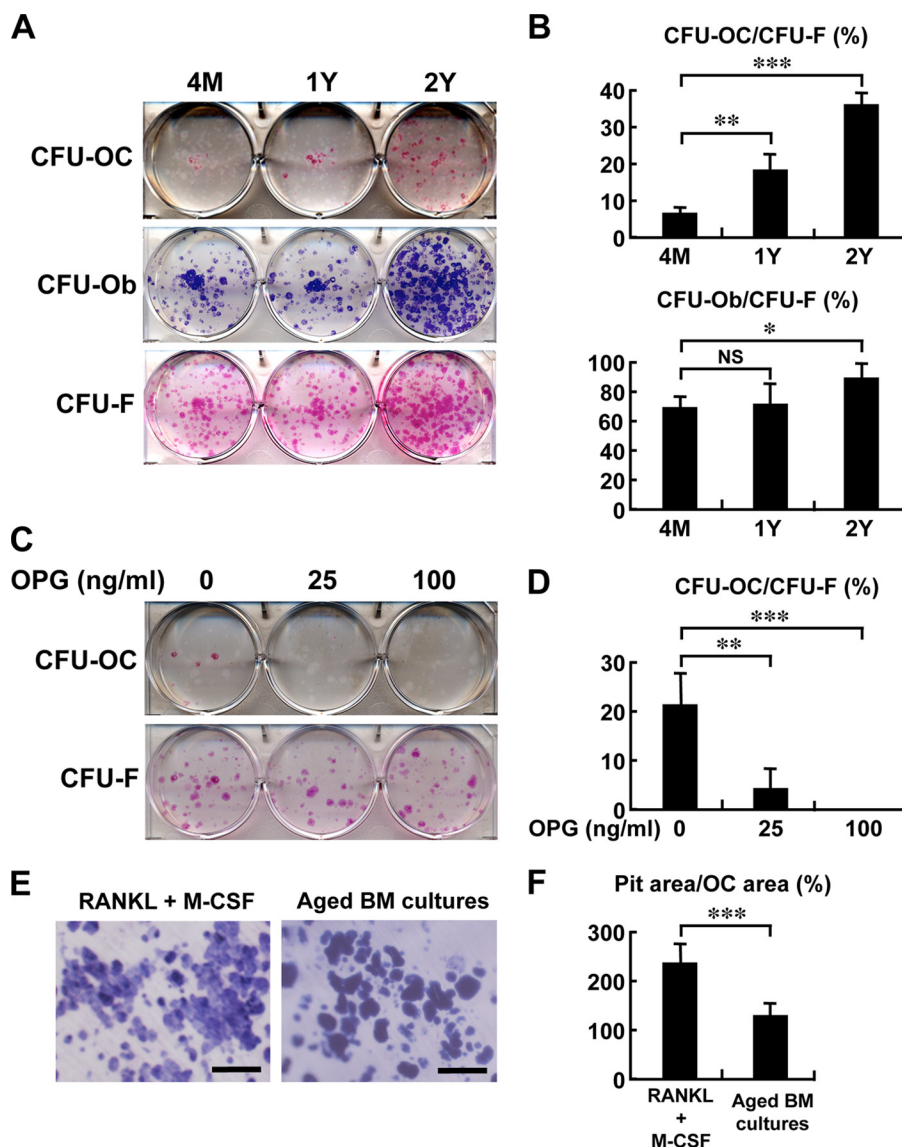 A
4M 1Y 2Y
CFU-OC
CFU-Ob
CFU-F
B
CFU-OC/CFU-F (%)
***
**
40
30
20
10
0
4M 1Y 2Y
CFU-Ob/CFU-F (%)
*
NS
100
80
60
40
20
0
4M 1Y 2Y
C
OPG (ng/ml) 0 25 100
CFU-OC
CFU-F
D
CFU-OC/CFU-F (%)
***
**
30
20
10
0
OPG (ng/ml) 0 25 100
E
RANKL + M-CSF
Aged BM cultures
F
Pit area/OC area (%)
***
300
200
100
0
RANKL
+
M-CSF
Aged BM
cultures